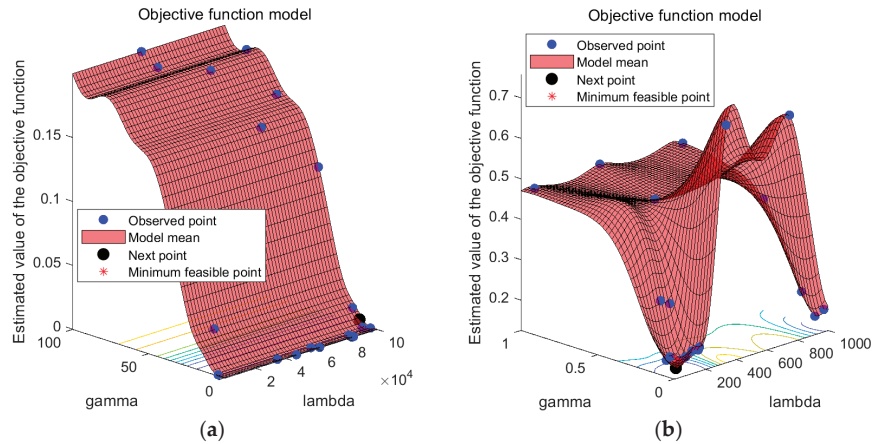 Objective function model
Estimated value of the objective function
0.15
0.1
0.05
0
100
50
0
gamma
0
2
4
6
8
10
×10⁴
lambda
Observed point
Model mean
Next point
Minimum feasible point
(a)
Objective function model
Observed point
Model mean
Next point
Minimum feasible point
Estimated value of the objective function
0.7
0.6
0.5
0.4
0.3
0.2
1
0.5
0
gamma
200
400
600
800
1000
lambda
(b)